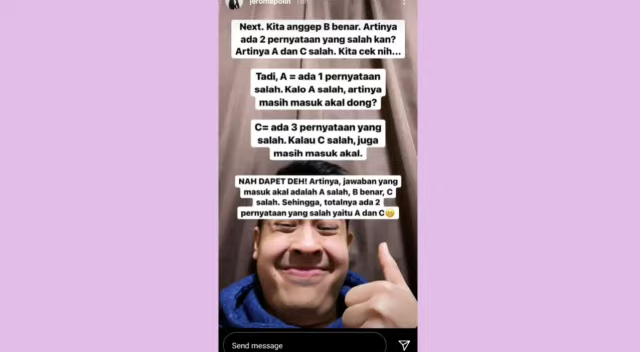 jeromepolin
Next. Kita anggep B benar. Artinya
ada 2 pernyataan yang salah kan?
Artinya A dan C salah. Kita cek nih...
Tadi, A = ada 1 pernyataan
salah. Kalo A salah, artinya
masih masuk akal dong?
C= ada 3 pernyataan yang
salah. Kalau C salah, juga
masih masuk akal.
NAH DAPET DEH! Artinya, jawaban yang
masuk akal adalah A salah, B benar, C
salah. Sehingga, totalnya ada 2
pernyataan yang salah yaitu A dan C
Send message